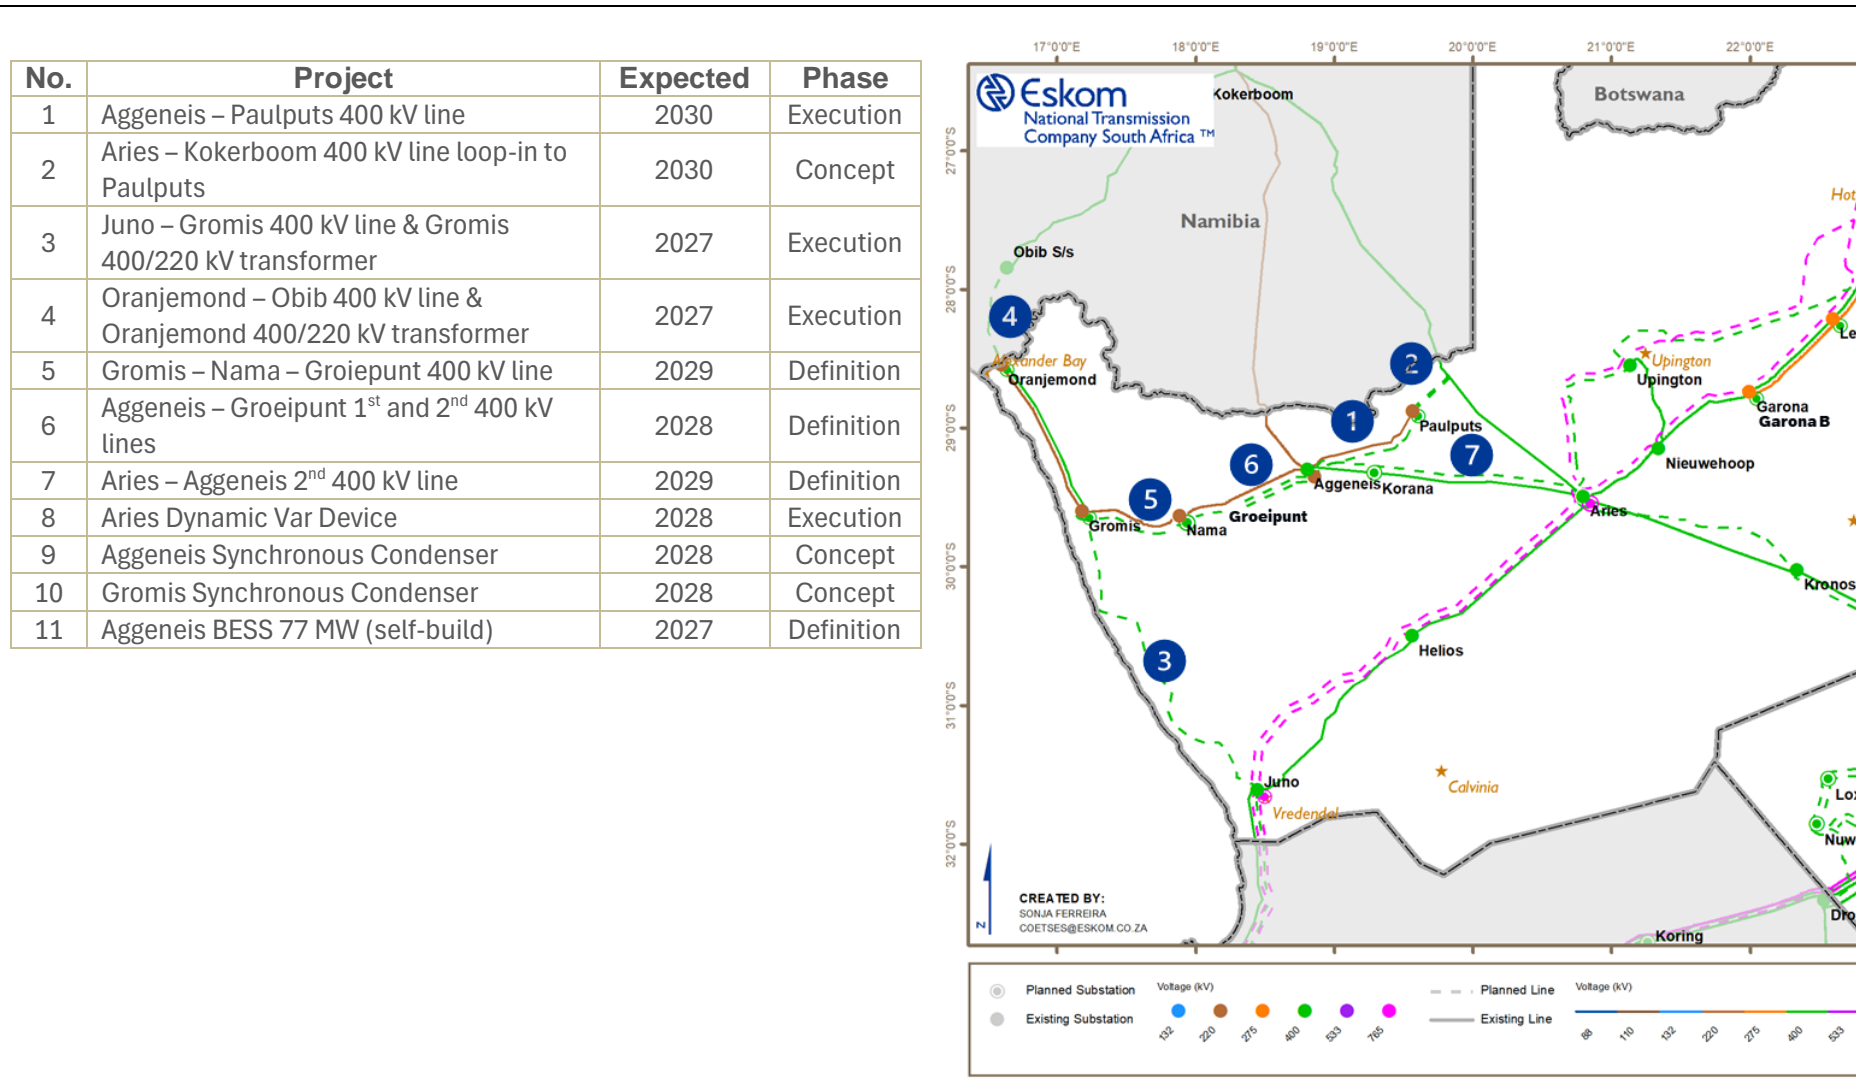 No. Project Expected Phase
1 Aggeneis – Paulputs 400 kV line 2030 Execution
2 Aries – Kokerboom 400 kV line loop-in to
Paulputs 2030 Concept
3 Juno – Gromis 400 kV line & Gromis
400/220 kV transformer 2027 Execution
4 Oranjemond – Obib 400 kV line &
Oranjemond 400/220 kV transformer 2027 Execution
5 Gromis – Nama – Groiepunt 400 kV line 2029 Definition
6 Aggeneis – Groeipunt 1st and 2nd 400 kV
lines 2028 Definition
7 Aries – Aggeneis 2nd 400 kV line 2029 Definition
8 Aries Dynamic Var Device 2028 Execution
9 Aggeneis Synchronous Condenser 2028 Concept
10 Gromis Synchronous Condenser 2028 Concept
11 Aggeneis BESS 77 MW (self-build) 2027 Definition
17°0'0"E 18°0'0"E 19°0'0"E 20°0'0"E 21°0'0"E 22°0'0"E
Eskom
National Transmission
Company South Africa ™
Kokerboom
Botswana
27°0'0"S
Hot
Namibia
Obib S/s
28°0'0"S
4
Le
Alexander Bay
Oranjemond
2
Upington
Upington
Garona
Garona B
1
Paulputs
29°0'0"S
7
6
Nieuwehoop
Aggeneis
Korana
5
Groeipunt
Aries
Gromis
Nama
30°0'0"S
Kronos
Helios
3
31°0'0"S
Juno
Calvinia
Vredendal
Lox
32°0'0"S
Nuw
CREATED BY:
SONJA FERREIRA
COETSES@ESKOM.CO.ZA
N
Dro
Koring
Planned Substation
Existing Substation
Voltage (kV)
132 220 275 400 533 765
Planned Line
Existing Line
Voltage (kV)
88 110 132 220 275 400 533